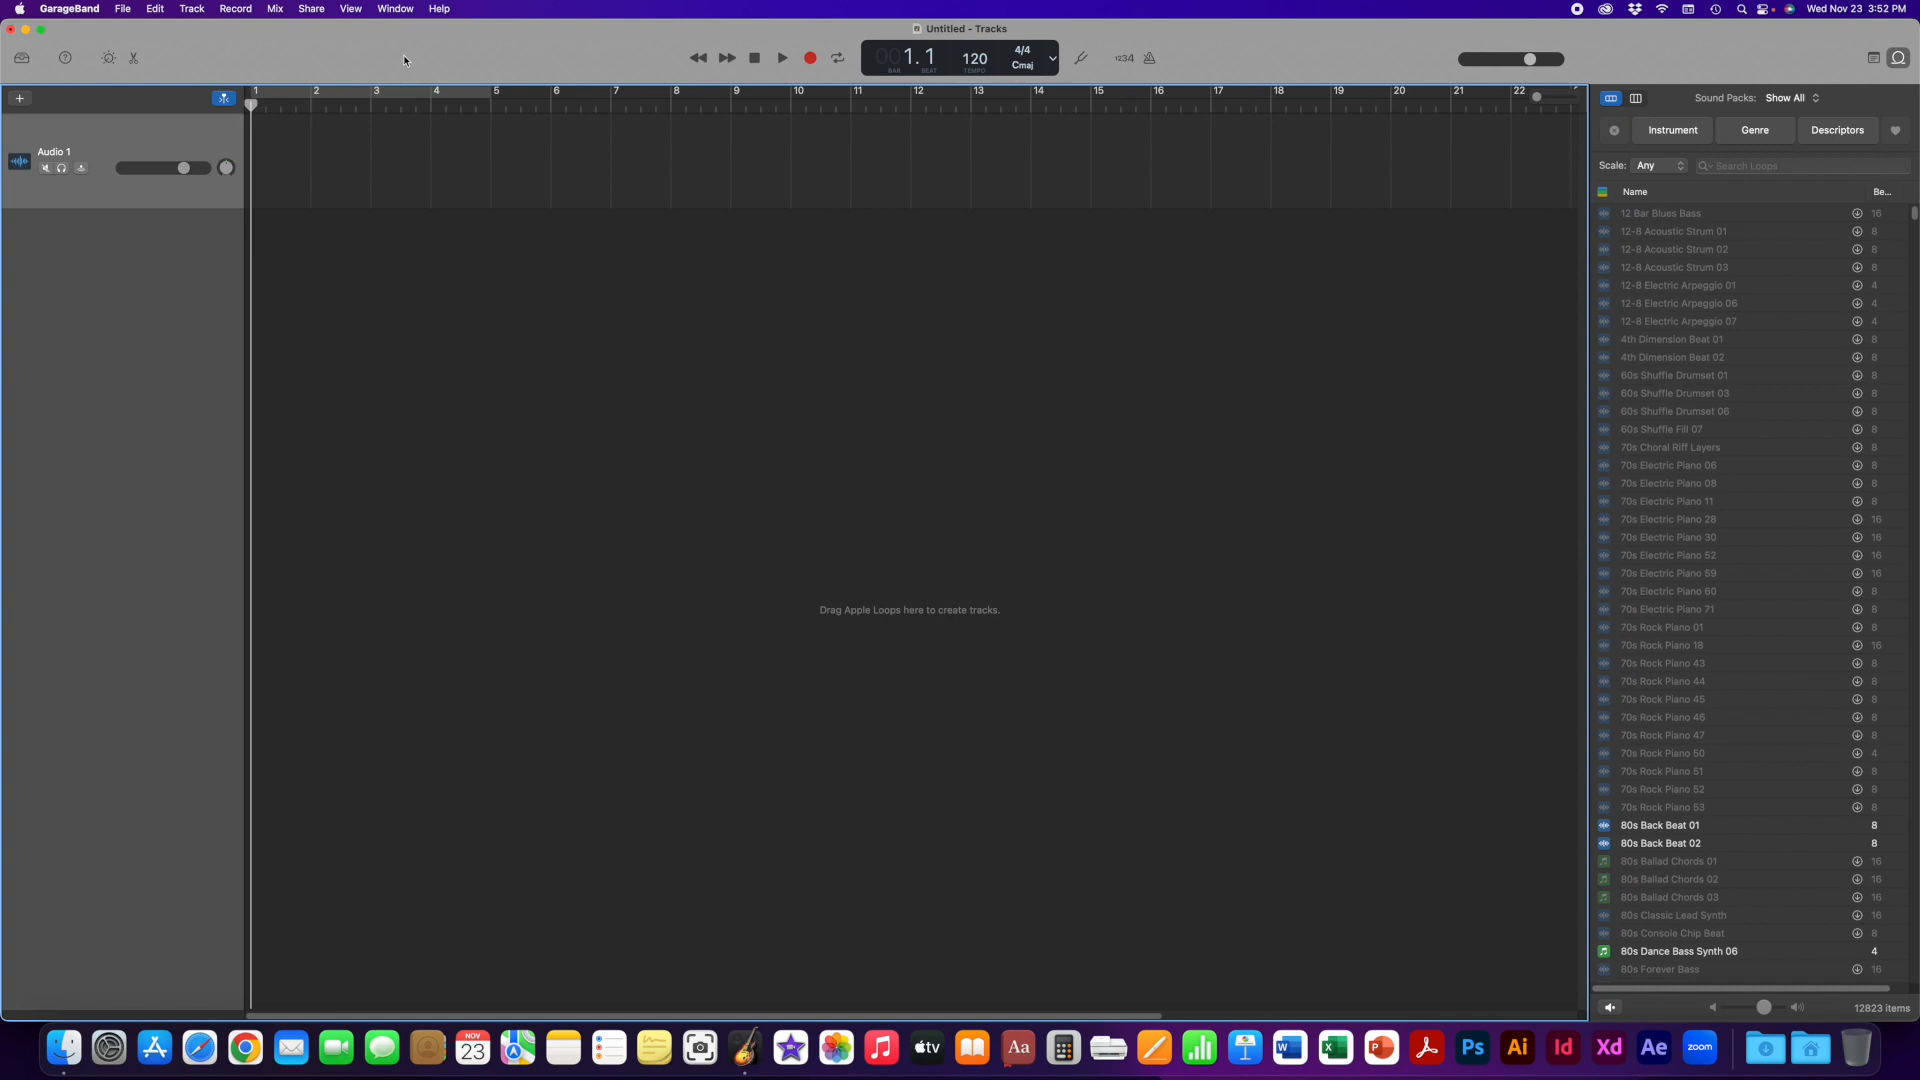 GarageBand File Edit Track Record Mix Share View Window Help Wed Nov 23 3:52 PM
Untitled - Tracks
001.1 120 4/4 Cmaj 1234
BAR BEAT TEMPO
1 2 3 4 5 6 7 8 9 10 11 12 13 14 15 16 17 18 19 20 21 22
Sound Packs: Show All
Instrument Genre Descriptors
Audio 1
Scale: Any Search Loops
Name Be...
12 Bar Blues Bass 16
12-8 Acoustic Strum 01 8
12-8 Acoustic Strum 02 8
12-8 Acoustic Strum 03 8
12-8 Electric Arpeggio 01 4
12-8 Electric Arpeggio 06 4
12-8 Electric Arpeggio 07 4
4th Dimension Beat 01 8
4th Dimension Beat 02 8
60s Shuffle Drumset 01 8
60s Shuffle Drumset 03 8
60s Shuffle Drumset 06 8
60s Shuffle Fill 07 8
70s Choral Riff Layers 8
70s Electric Piano 06 8
70s Electric Piano 08 8
70s Electric Piano 11 8
70s Electric Piano 28 16
70s Electric Piano 30 16
70s Electric Piano 52 16
70s Electric Piano 59 16
70s Electric Piano 60 8
70s Electric Piano 71 8
Drag Apple Loops here to create tracks.
70s Rock Piano 01 8
70s Rock Piano 18 16
70s Rock Piano 43 8
70s Rock Piano 44 8
70s Rock Piano 45 8
70s Rock Piano 46 8
70s Rock Piano 47 8
70s Rock Piano 50 4
70s Rock Piano 51 8
70s Rock Piano 52 8
70s Rock Piano 53 8
80s Back Beat 01 8
80s Back Beat 02 8
80s Ballad Chords 01 16
80s Ballad Chords 02 16
80s Ballad Chords 03 16
80s Classic Lead Synth 16
80s Console Chip Beat 8
80s Dance Bass Synth 06 4
80s Forever Bass 16
12823 items
NOV
23 tv Aa W X P Ps Ai Id Xd Ae zoom